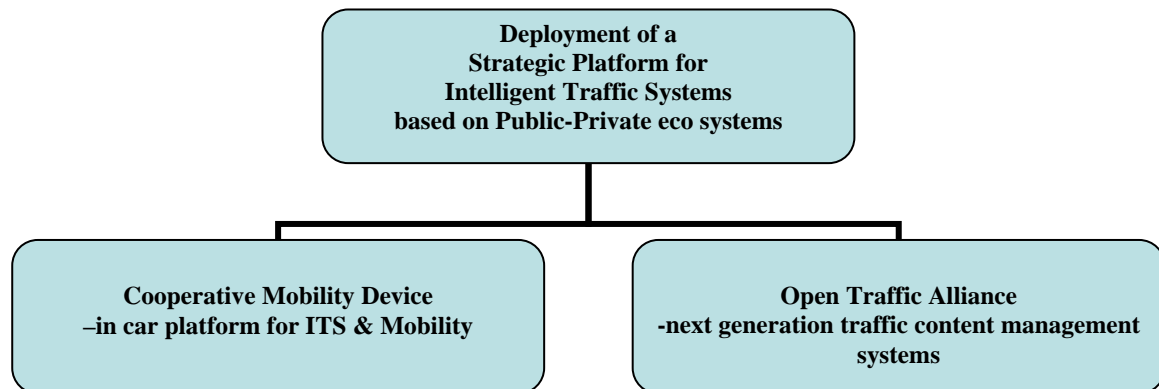 Deployment of a
Strategic Platform for
Intelligent Traffic Systems
based on Public-Private eco systems
Cooperative Mobility Device
–in car platform for ITS & Mobility
Open Traffic Alliance
-next generation traffic content management
systems